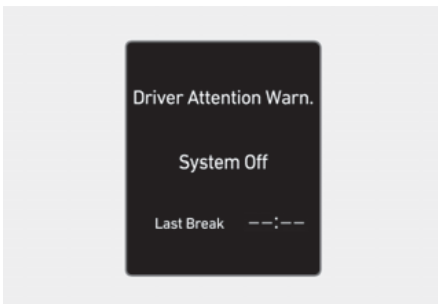 Driver Attention Warn.
System Off
Last Break --:--